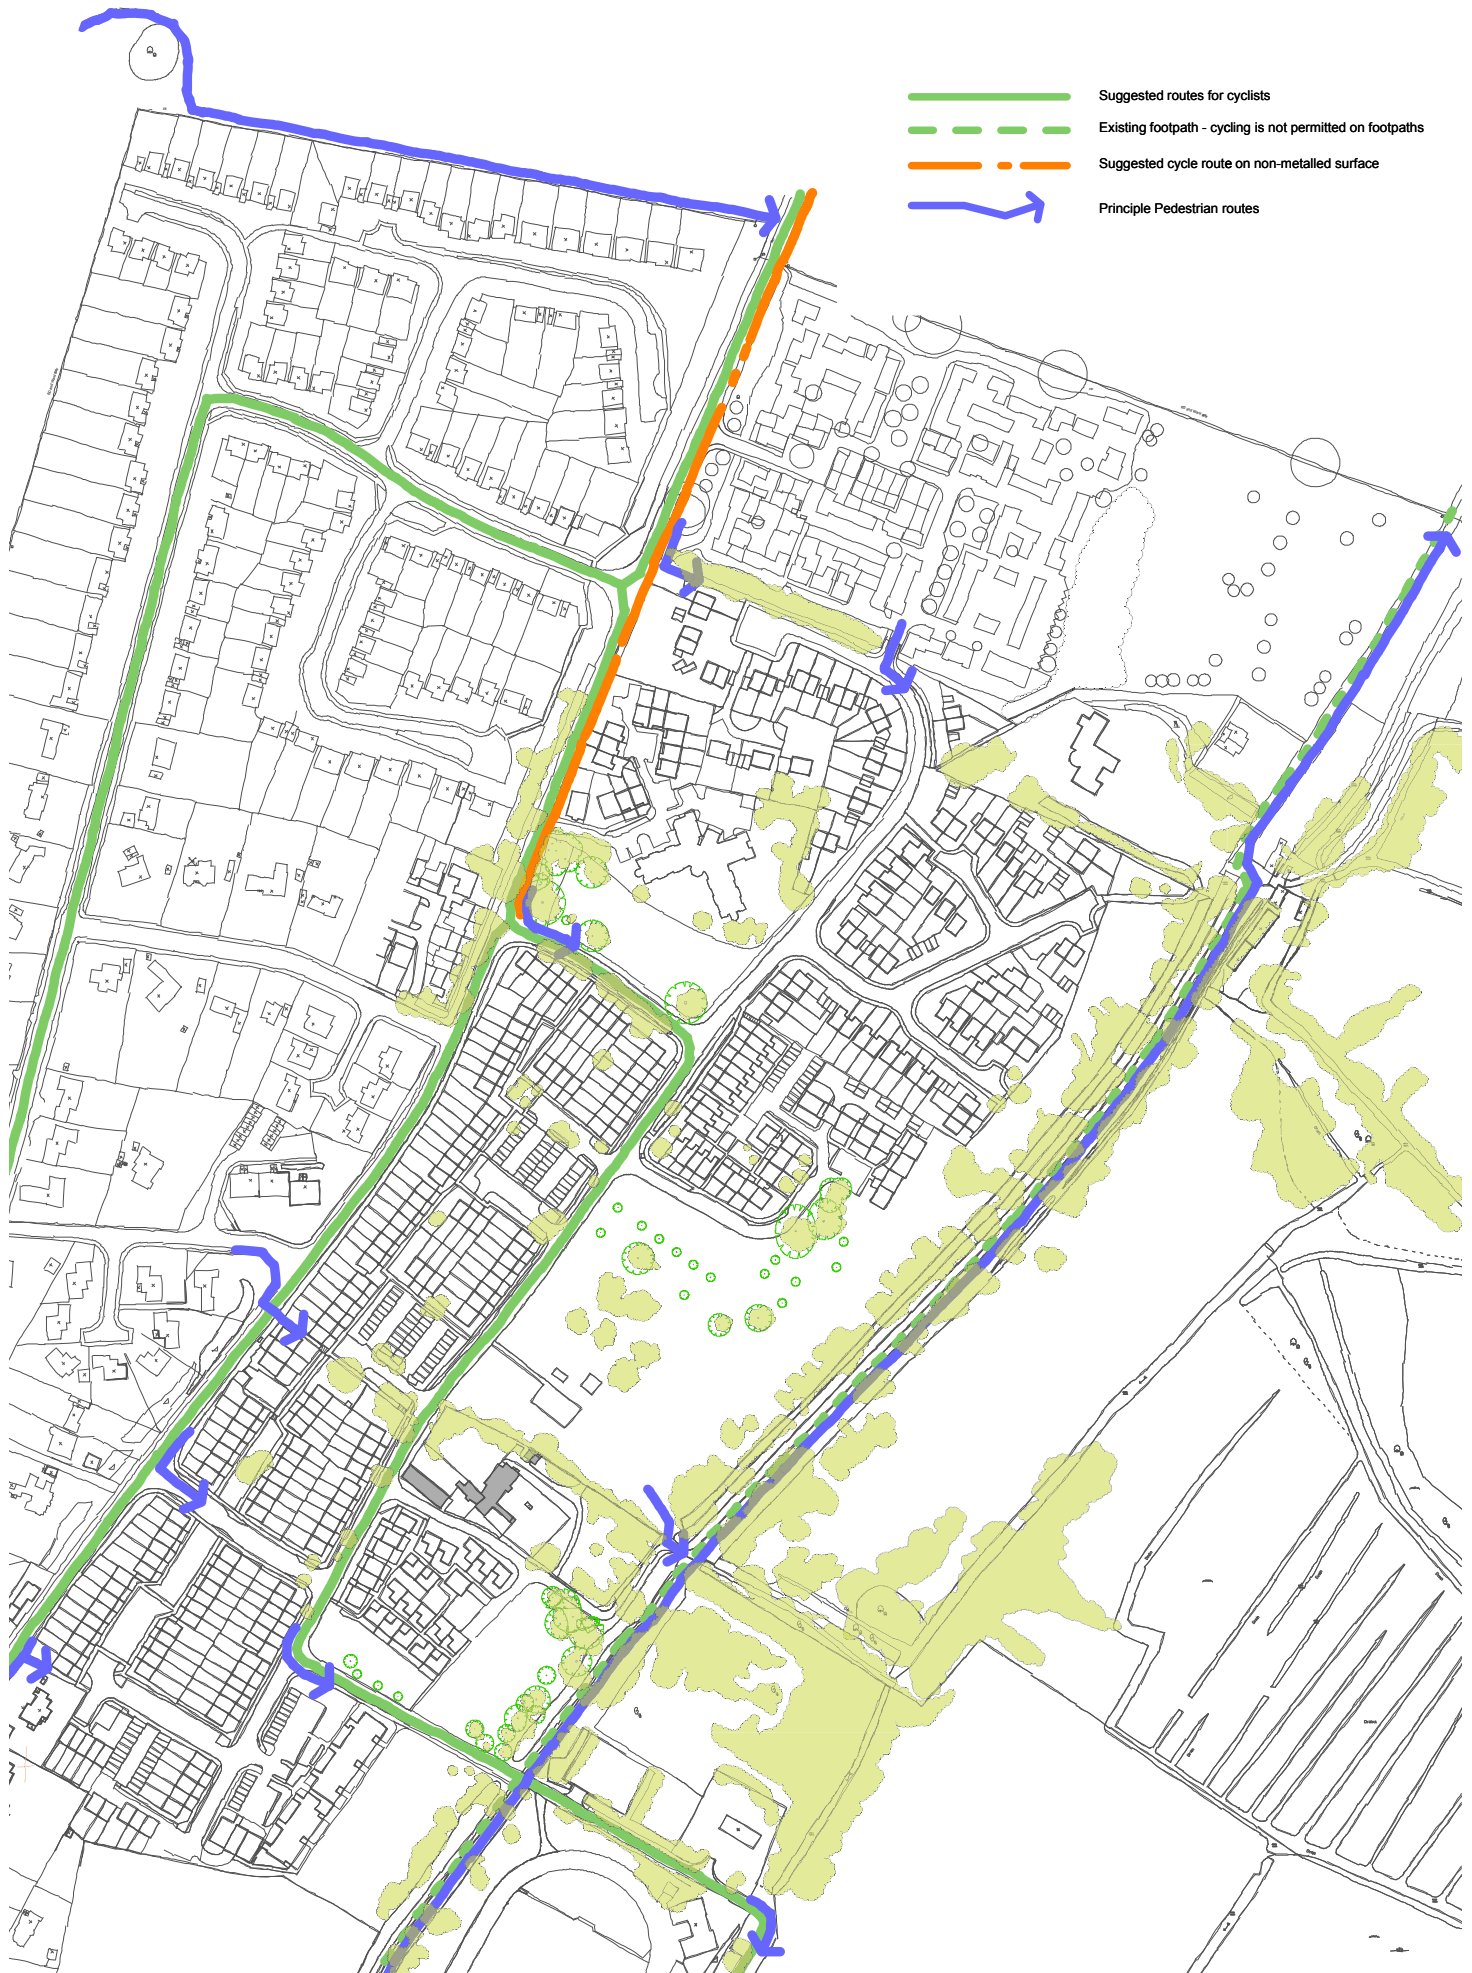 Suggested routes for cyclists
Existing footpath - cycling is not permitted on footpaths
Suggested cycle route on non-metalled surface
Principle Pedestrian routes